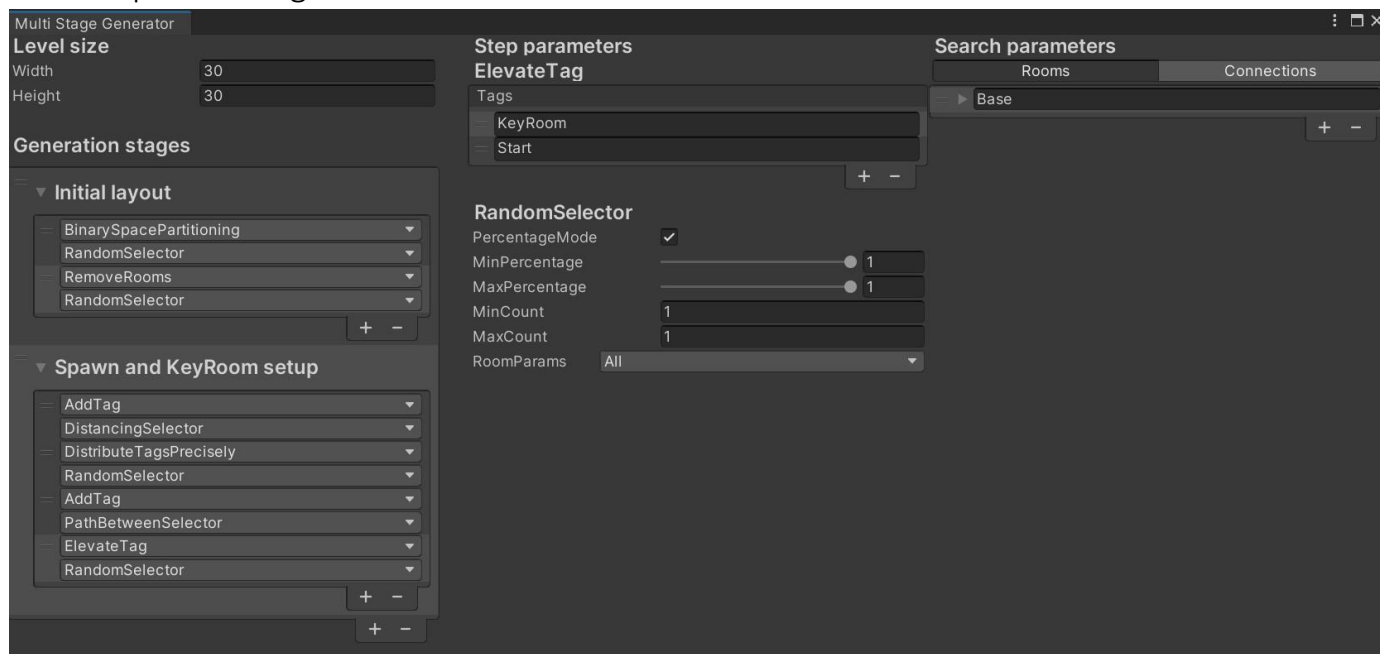 Multi Stage Generator
Level size
Width 30
Height 30
Generation stages
Initial layout
BinarySpacePartitioning
RandomSelector
RemoveRooms
RandomSelector
+ −
Spawn and KeyRoom setup
AddTag
DistancingSelector
DistributeTagsPrecisely
RandomSelector
AddTag
PathBetweenSelector
ElevateTag
RandomSelector
+ −
+ −
Step parameters
ElevateTag
Tags
KeyRoom
Start
+ −
RandomSelector
PercentageMode
MinPercentage 1
MaxPercentage 1
MinCount 1
MaxCount 1
RoomParams All
Search parameters
Rooms Connections
Base
+ −